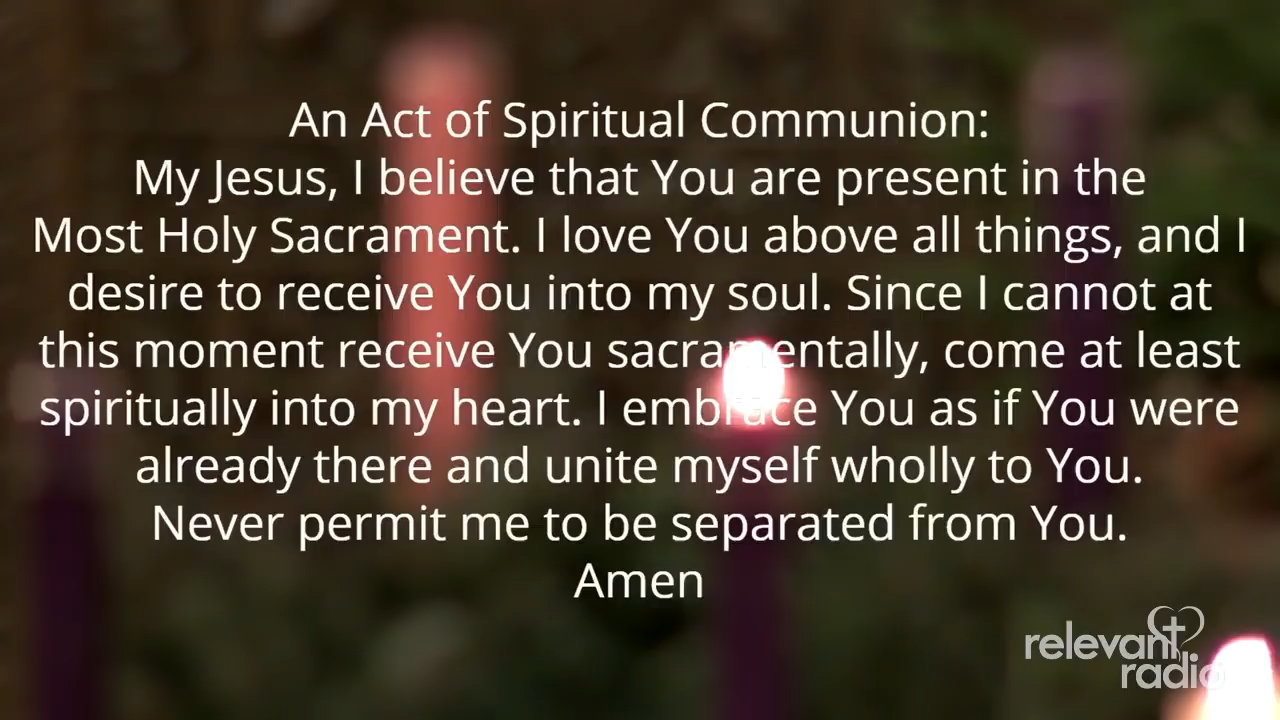 An Act of Spiritual Communion:
My Jesus, I believe that You are present in the
Most Holy Sacrament. I love You above all things, and I
desire to receive You into my soul. Since I cannot at
this moment receive You sacramentally, come at least
spiritually into my heart. I embrace You as if You were
already there and unite myself wholly to You.
Never permit me to be separated from You.
Amen
relevant
radio